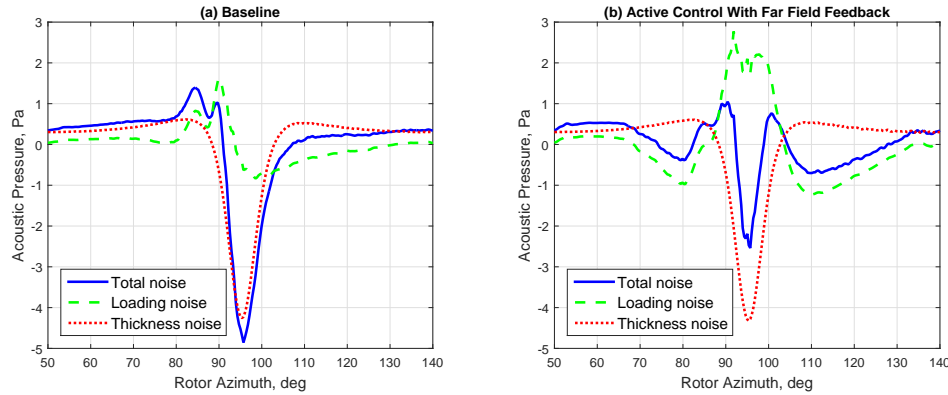 (a) Baseline
Acoustic Pressure, Pa
3
2
1
0
-1
-2
-3
-4
-5
Total noise
Loading noise
Thickness noise
50 60 70 80 90 100 110 120 130 140
Rotor Azimuth, deg
(b) Active Control With Far Field Feedback
Acoustic Pressure, Pa
3
2
1
0
-1
-2
-3
-4
-5
Total noise
Loading noise
Thickness noise
50 60 70 80 90 100 110 120 130 140
Rotor Azimuth, deg